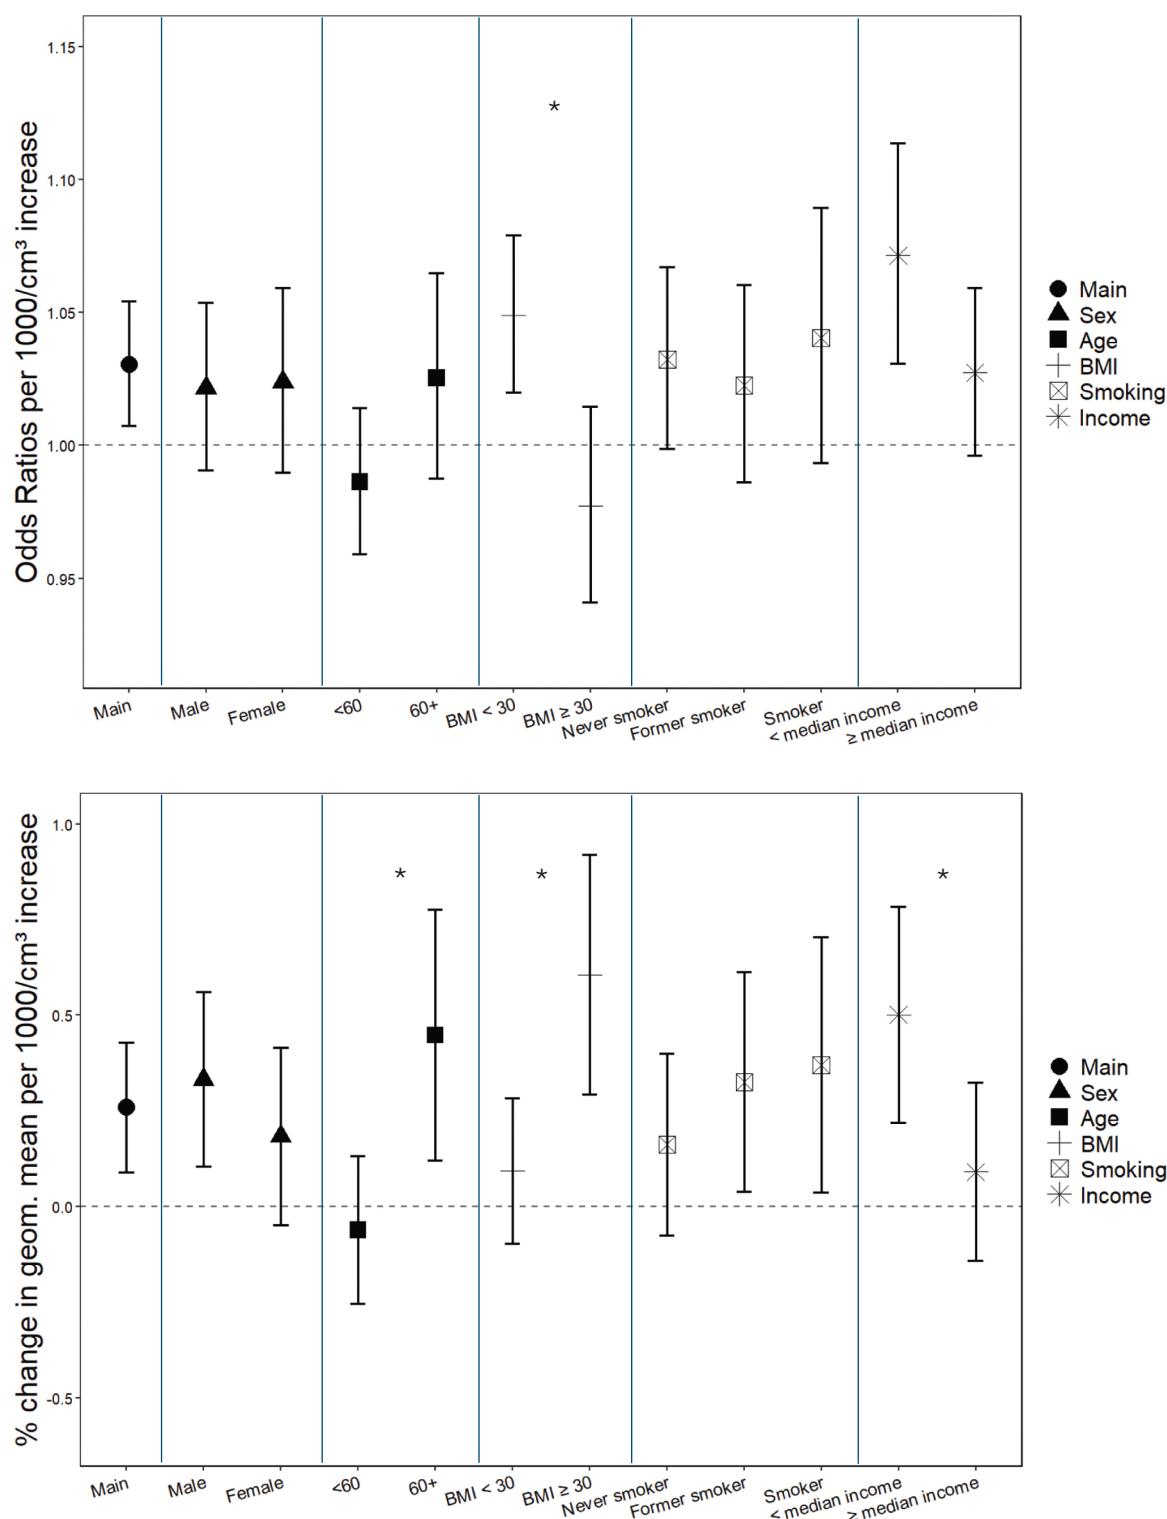 Odds Ratios per 1000/cm³ increase
1.15
1.10
1.05
1.00
0.95
*
Main
Male
Female
<60
60+
BMI < 30
BMI ≥ 30
Never smoker
Former smoker
Smoker
< median income
≥ median income
Main
Sex
Age
BMI
Smoking
Income
% change in geom. mean per 1000/cm³ increase
1.0
0.5
0.0
-0.5
*
*
*
Main
Male
Female
<60
60+
BMI < 30
BMI ≥ 30
Never smoker
Former smoker
Smoker
< median income
≥ median income
Main
Sex
Age
BMI
Smoking
Income